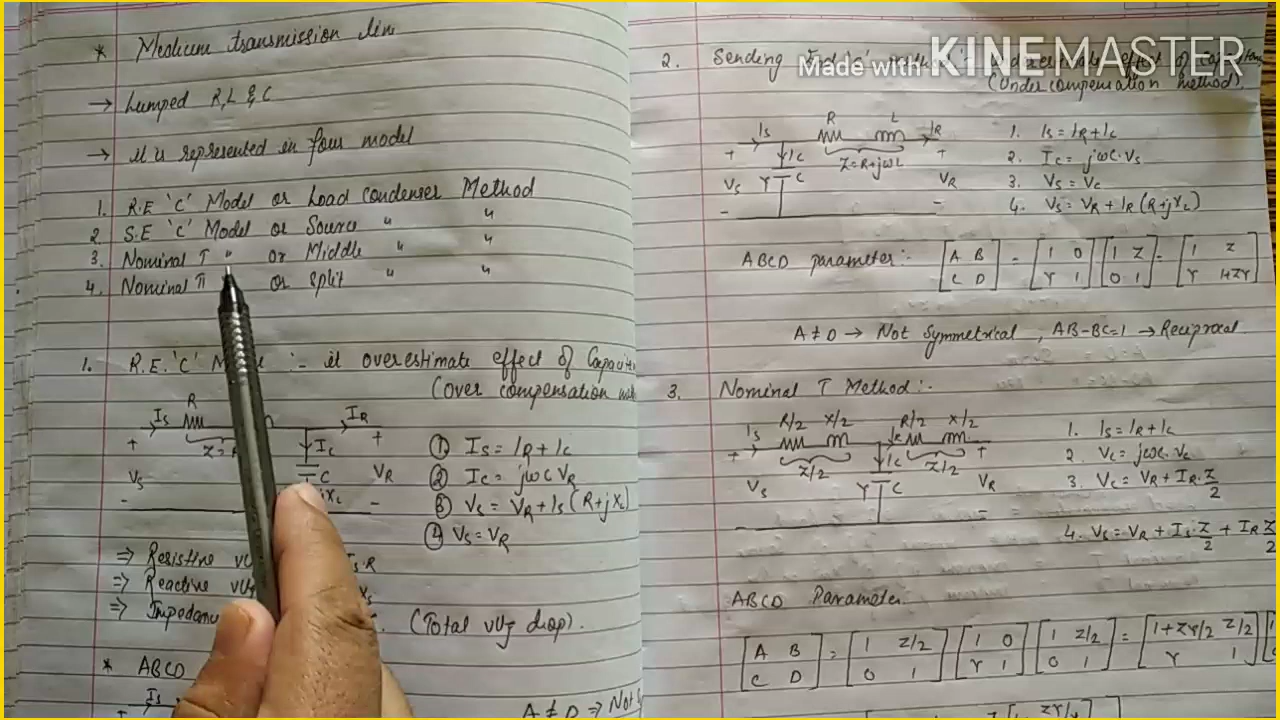 * Medium transmission line
→ Lumped R, L & C
→ it is represented in four model
1. R.E 'C' Model or Load condenser Method
2. S.E 'C' Model or Source " "
3. Nominal T " or Middle " "
4. Nominal π or Split " "
1. R.E. 'C' M :- it overestimate effect of Capacit
(over compensation
Is R IR
Ic
+ Z= +
Vs C VR
- -
① Is = IR + Ic
② Ic = jωc VR
③ Vs = VR + Is (R+jXL)
④ Vs = VR
⇒ Resistive Is.R
⇒ Reactive
⇒ Impedan (Total vltg drop).
* ABCD
Is
+
A ≠ D ⇒ Not
Made with KINEMASTER
2. Sending
(Under compensation method).
Is R L IR
+ Ic Z=R+jωL +
Vs Y C VR
- -
1. Is = IR + Ic
2. Ic = jωc.Vs
3. Vs = Vc
4. Vs = VR + IR (R+jXL)
ABCD parameter:- [A B / C D] = [1 0 / Y 1] [1 Z / 0 1] = [1 Z / Y 1+ZY]
A ≠ D → Not Symmetrical, AB-BC=1 → Reciprocal
3. Nominal T Method:-
R/2 X/2 R/2 X/2
Is Ic
+ Z/2 Ic Z/2 +
Vs Y C VR
- -
1. Is = IR + Ic
2. Vc = jωc.Vc
3. Vc = VR + IR.Z/2
4. Vs = VR + Is.Z/2 + IR Z/2
ABCD Parameter
[A B / C D] = [1 Z/2 / 0 1] [1 0 / Y 1] [1 Z/2 / 0 1] = [1+ZY/2 Z/2 / Y 1]
ZY/